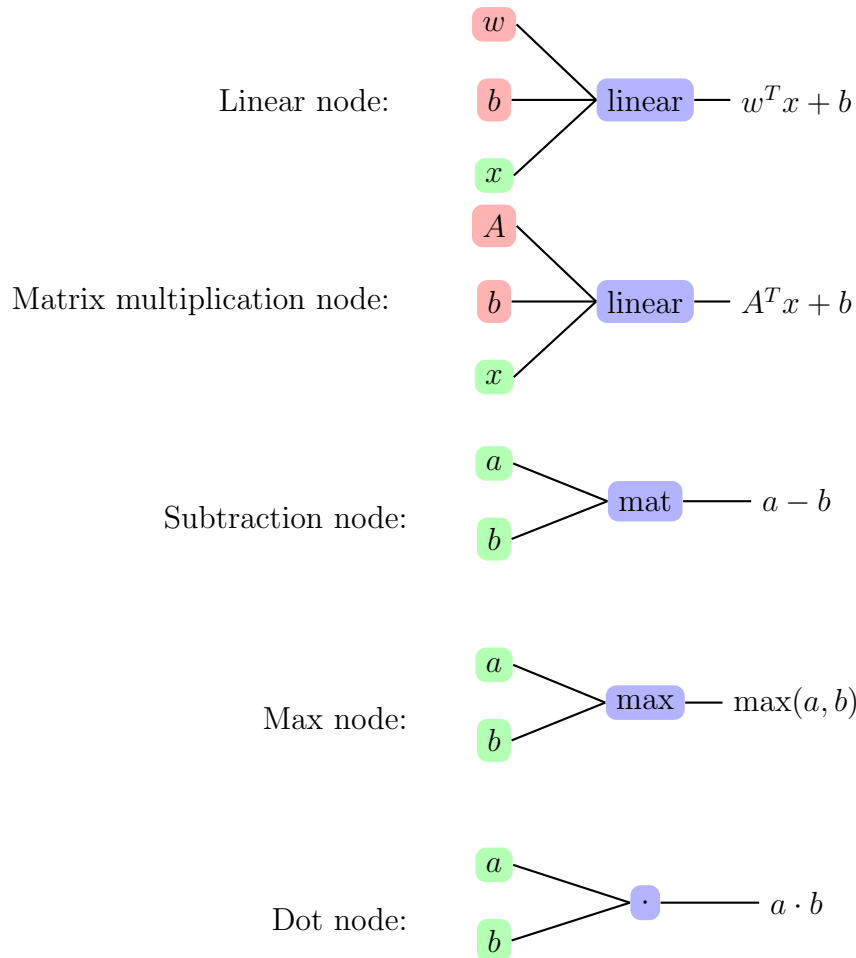 w
Linear node: b linear w^T x + b
x
A
Matrix multiplication node: b linear A^T x + b
x
a
Subtraction node: mat a − b
b
a
Max node: max max(a, b)
b
a
Dot node: · a · b
b